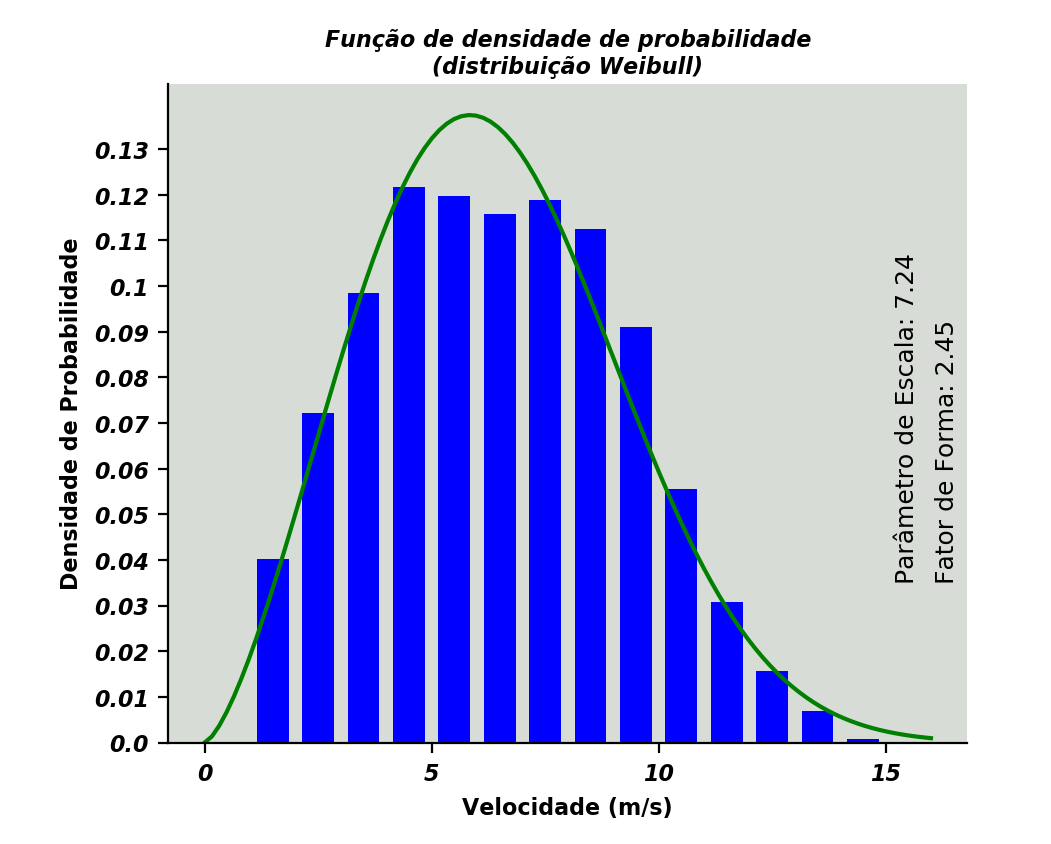 Função de densidade de probabilidade
(distribuição Weibull)
Densidade de Probabilidade
0.13
0.12
0.11
0.1
0.09
0.08
0.07
0.06
0.05
0.04
0.03
0.02
0.01
0.0
Parâmetro de Escala: 7.24
Fator de Forma: 2.45
0 5 10 15
Velocidade (m/s)